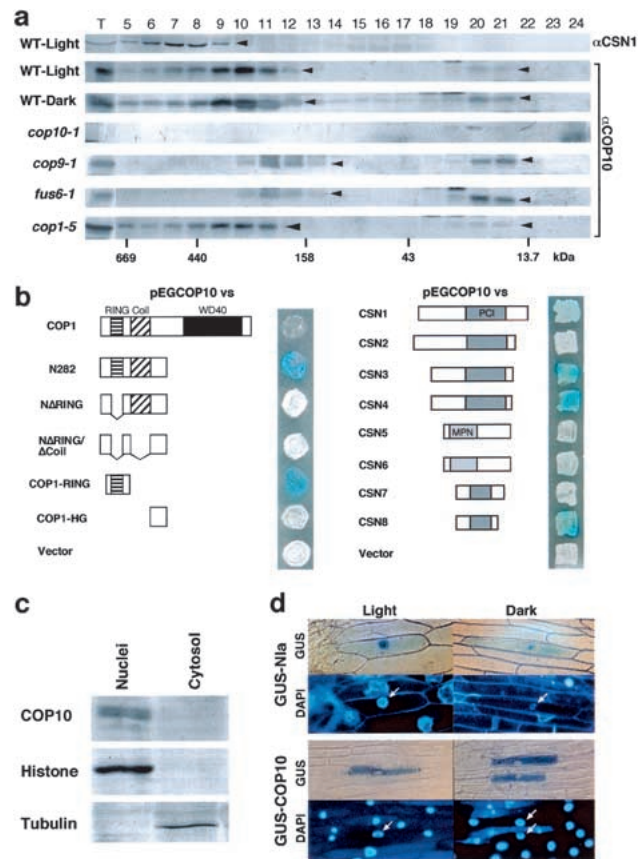 a
T 5 6 7 8 9 10 11 12 13 14 15 16 17 18 19 20 21 22 23 24
WT-Light αCSN1
WT-Light
WT-Dark
cop10-1
cop9-1
fus6-1
cop1-5
αCOP10
669 440 158 43 13.7 kDa
b
pEGCOP10 vs
RING Coil WD40
COP1
N282
NΔRING
NΔRING/
ΔCoil
COP1-RING
COP1-HG
Vector
pEGCOP10 vs
CSN1 PCI
CSN2
CSN3
CSN4
CSN5 MPN
CSN6
CSN7
CSN8
Vector
c
Nuclei Cytosol
COP10
Histone
Tubulin
d
Light Dark
GUS-NIa
GUS
DAPI
GUS-COP10
GUS
DAPI